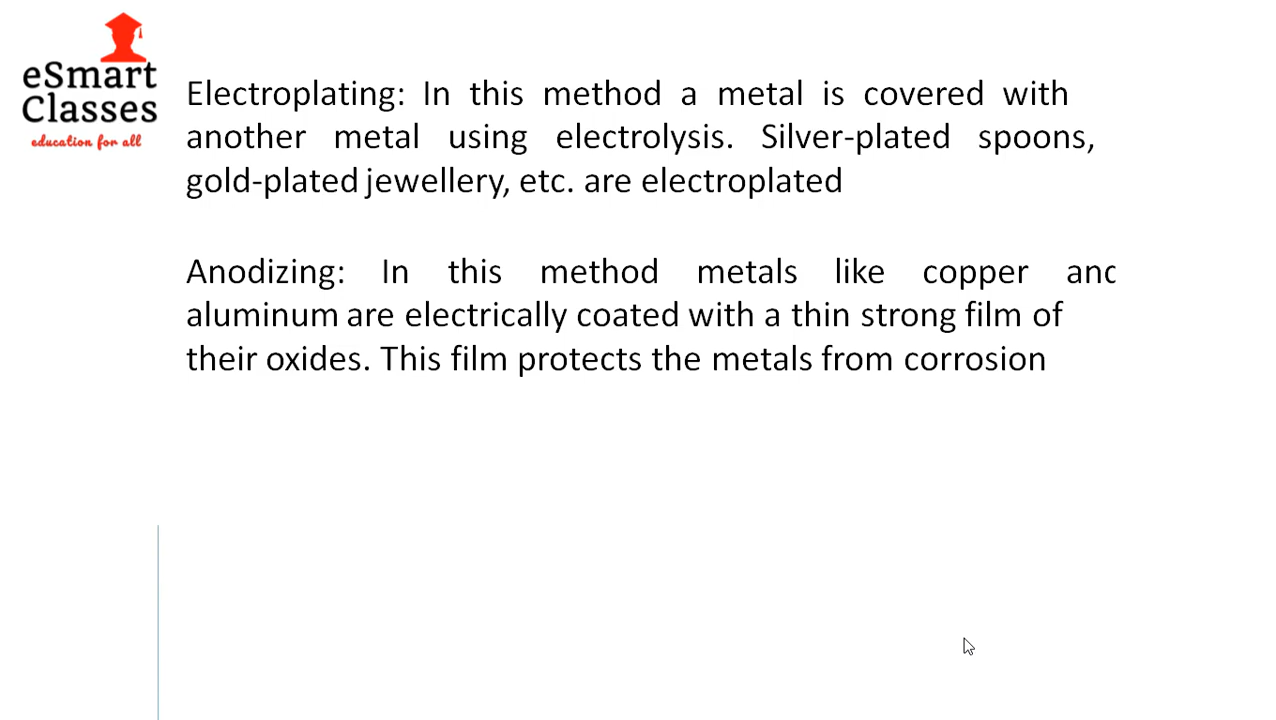 eSmart
Classes
education for all
Electroplating: In this method a metal is covered with
another metal using electrolysis. Silver-plated spoons,
gold-plated jewellery, etc. are electroplated
Anodizing: In this method metals like copper and
aluminum are electrically coated with a thin strong film of
their oxides. This film protects the metals from corrosion